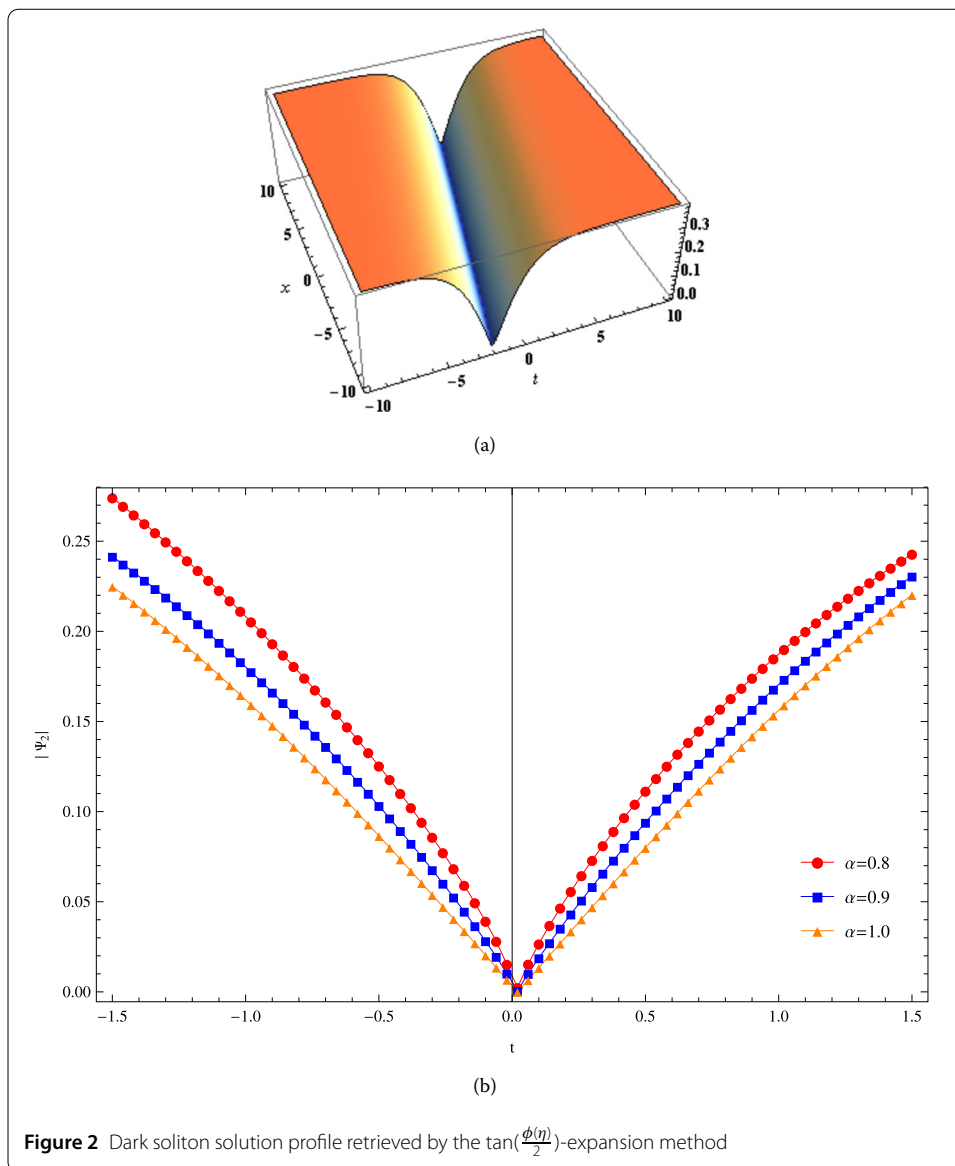 10
5
0
x
−5
−10
−10
−5
0
t
5
10
0.3
0.2
0.1
0.0
(a)
0.25
0.20
0.15
|Ψ₂|
0.10
0.05
0.00
α=0.8
α=0.9
α=1.0
−1.5 −1.0 −0.5 0.0 0.5 1.0 1.5
t
(b)
Figure 2 Dark soliton solution profile retrieved by the tan(ϕ(η)/2)-expansion method